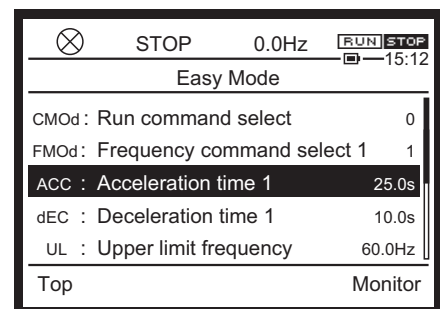 STOP 0.0Hz RUN STOP
15:12
Easy Mode
CMOd : Run command select 0
FMOd : Frequency command select 1 1
ACC : Acceleration time 1 25.0s
dEC : Deceleration time 1 10.0s
UL : Upper limit frequency 60.0Hz
Top Monitor